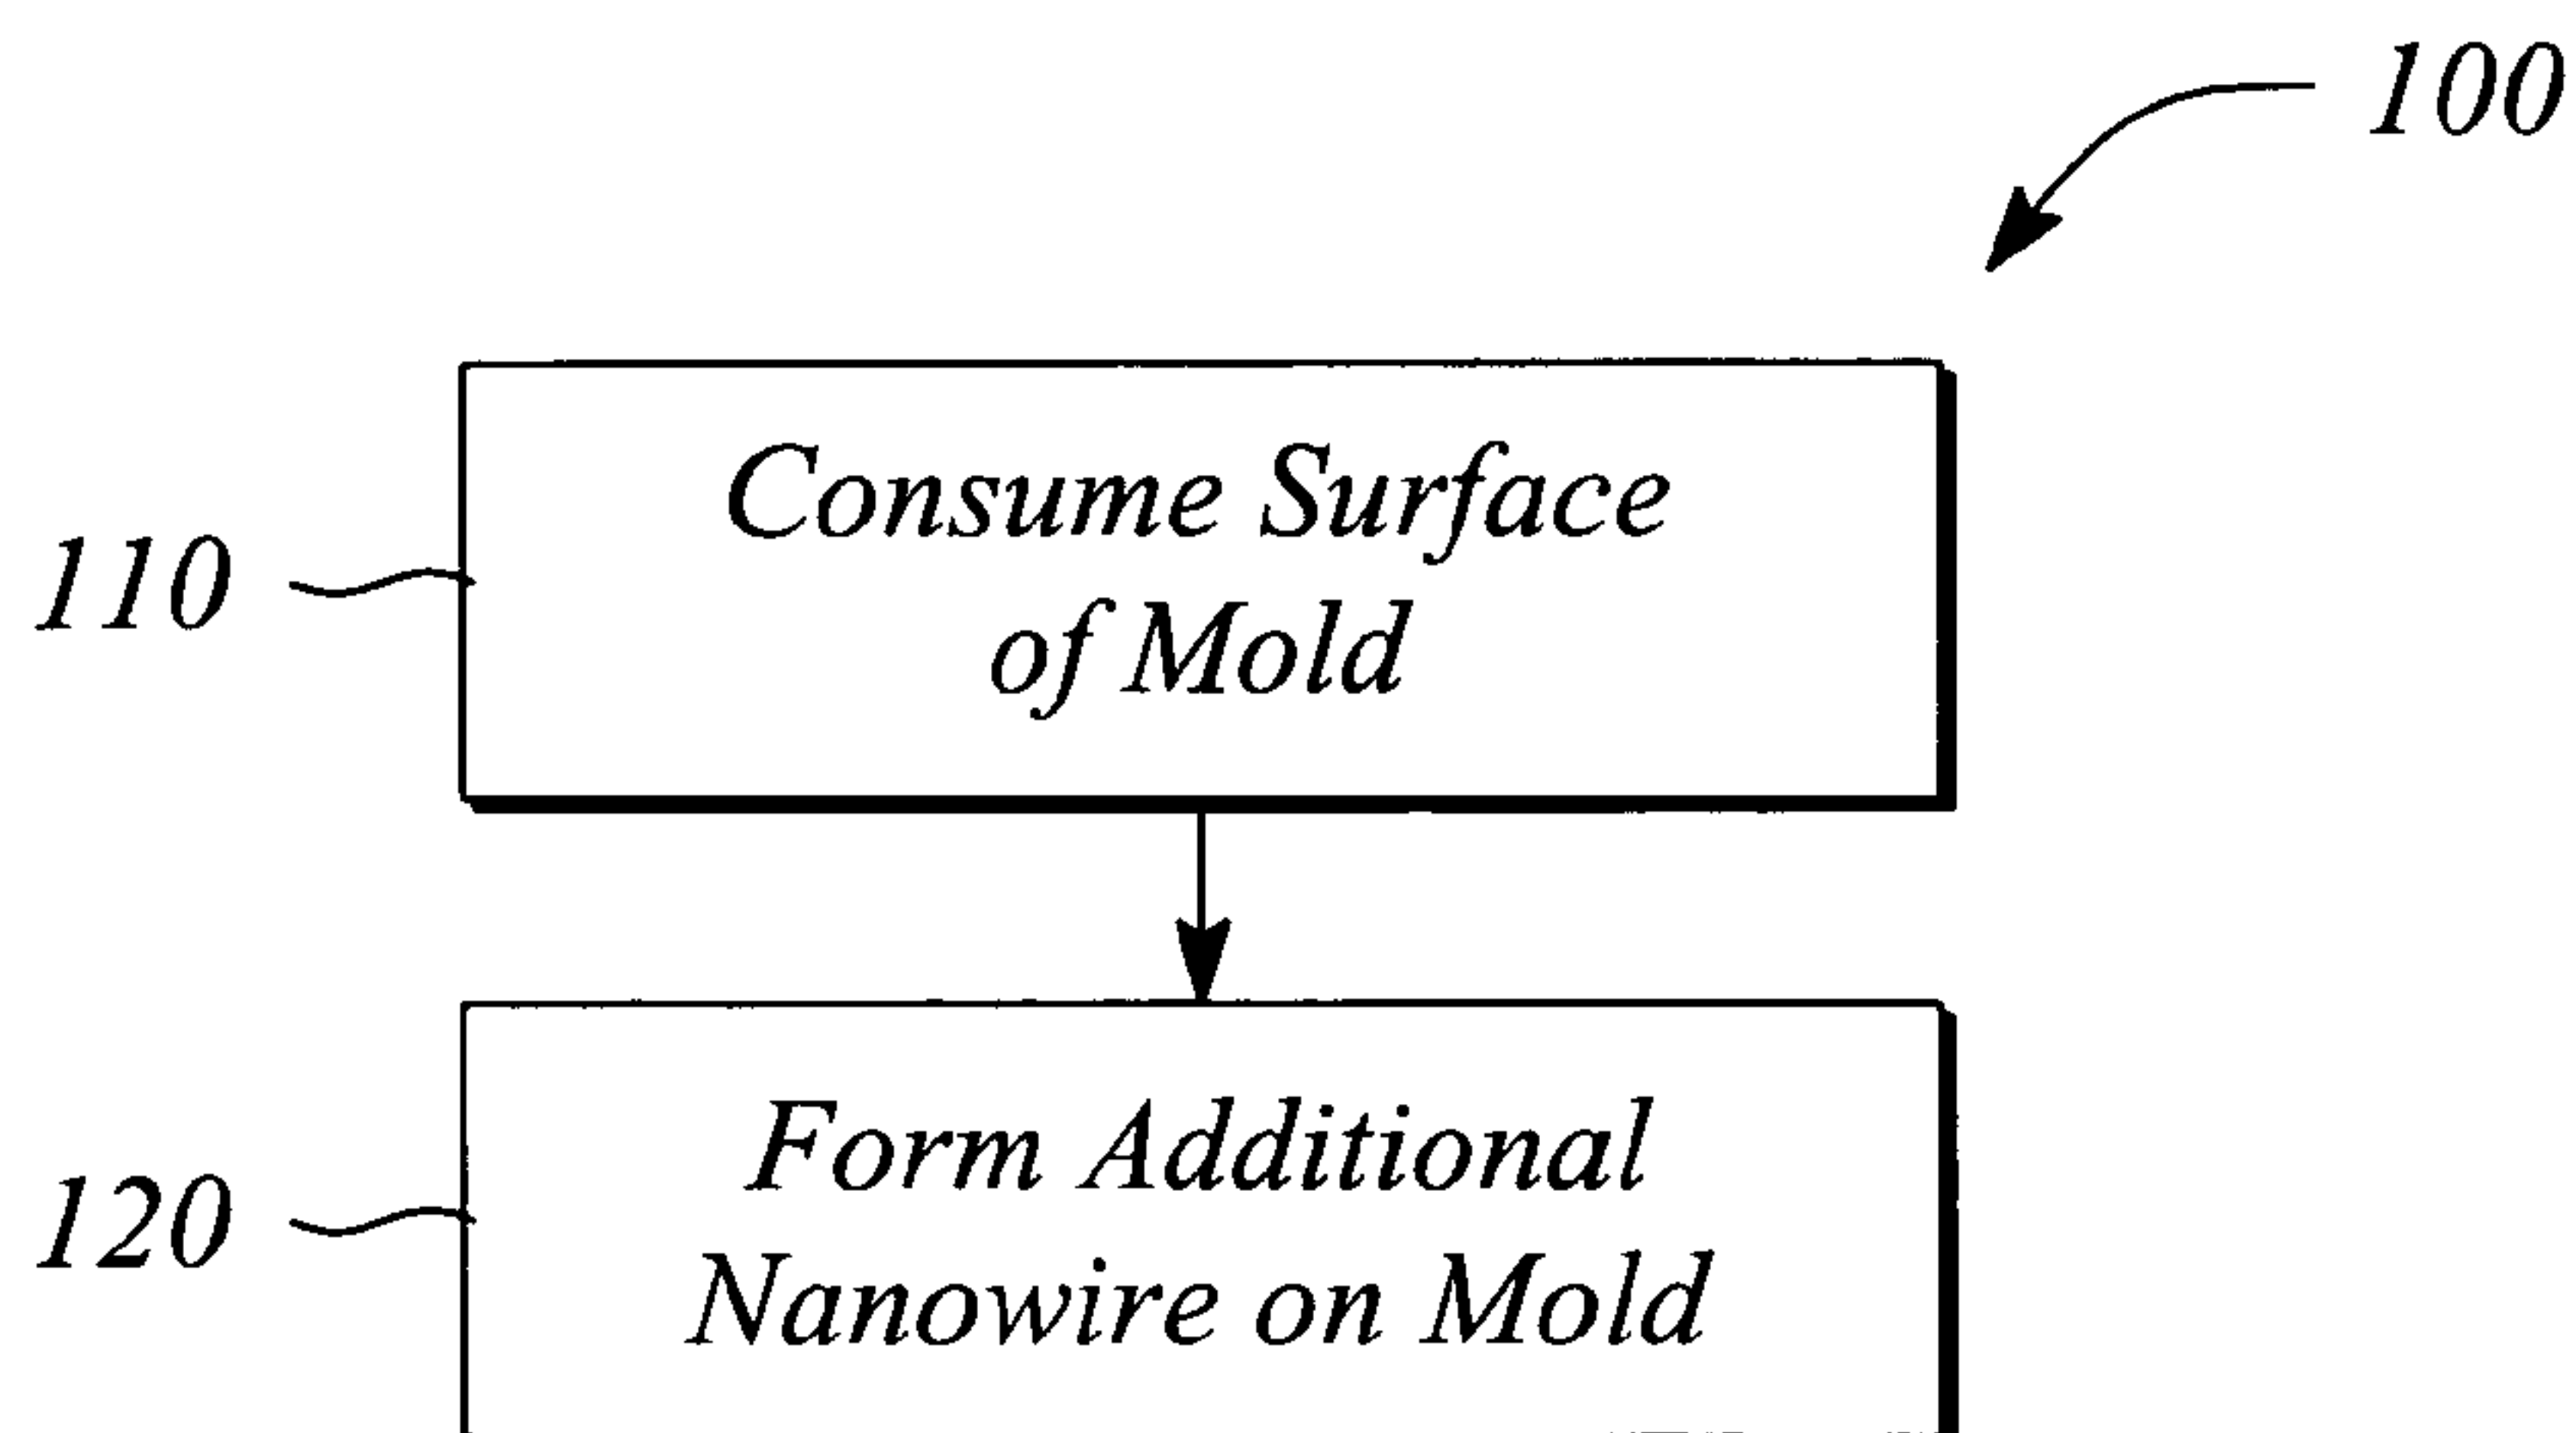 100
110
Consume Surface
of Mold
120
Form Additional
Nanowire on Mold